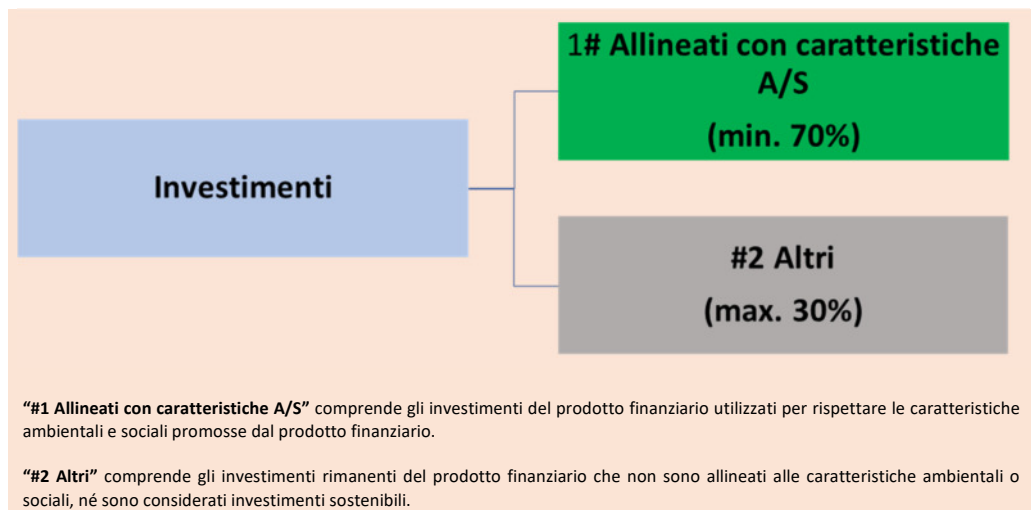 1# Allineati con caratteristiche
A/S
(min. 70%)
Investimenti
#2 Altri
(max. 30%)
“#1 Allineati con caratteristiche A/S” comprende gli investimenti del prodotto finanziario utilizzati per rispettare le caratteristiche
ambientali e sociali promosse dal prodotto finanziario.
“#2 Altri” comprende gli investimenti rimanenti del prodotto finanziario che non sono allineati alle caratteristiche ambientali o
sociali, né sono considerati investimenti sostenibili.